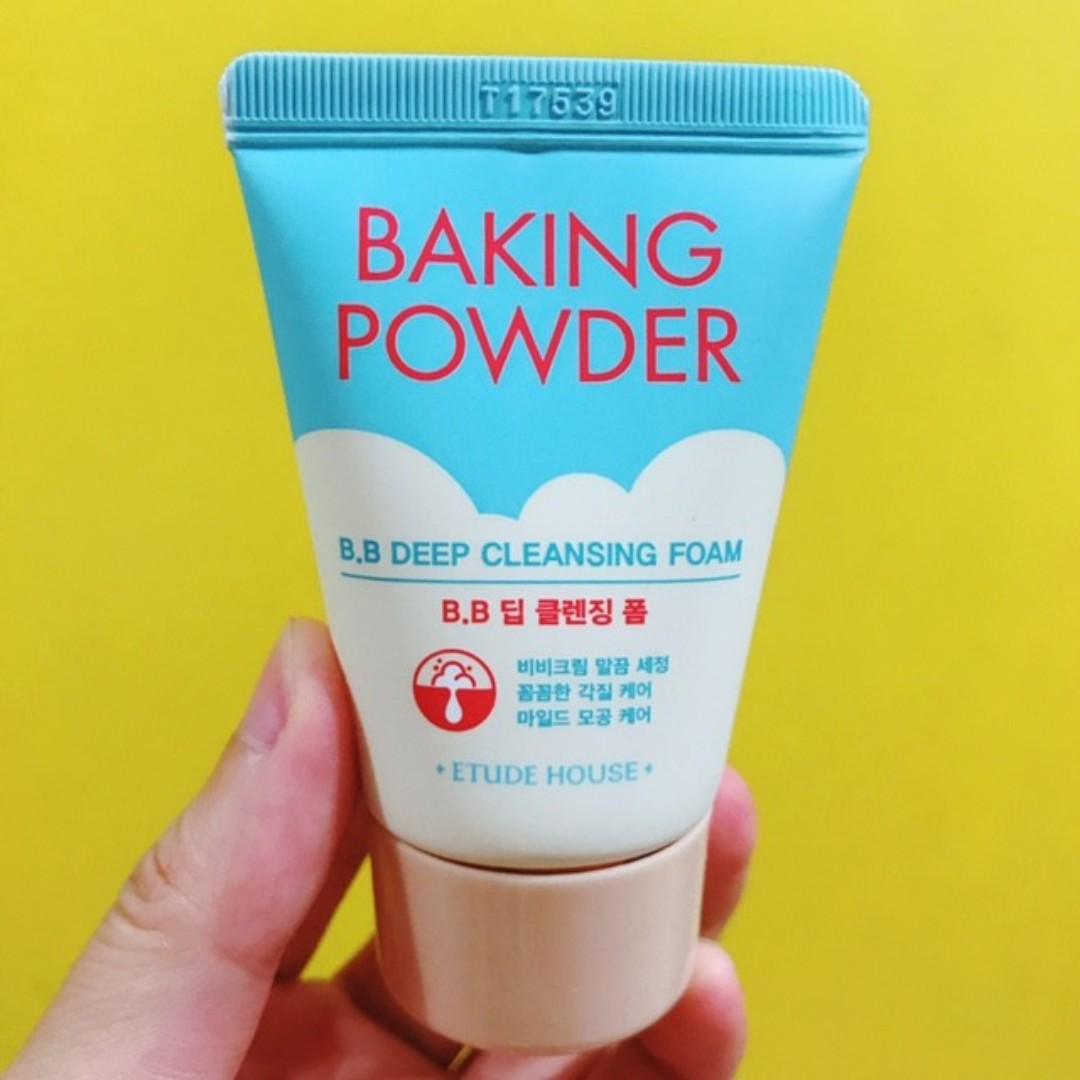 T17539
BAKING
POWDER
B.B DEEP CLEANSING FOAM
B.B 딥 클렌징 폼
비비크림 말끔 세정
꼼꼼한 각질 케어
마일드 모공 케어
ETUDE HOUSE